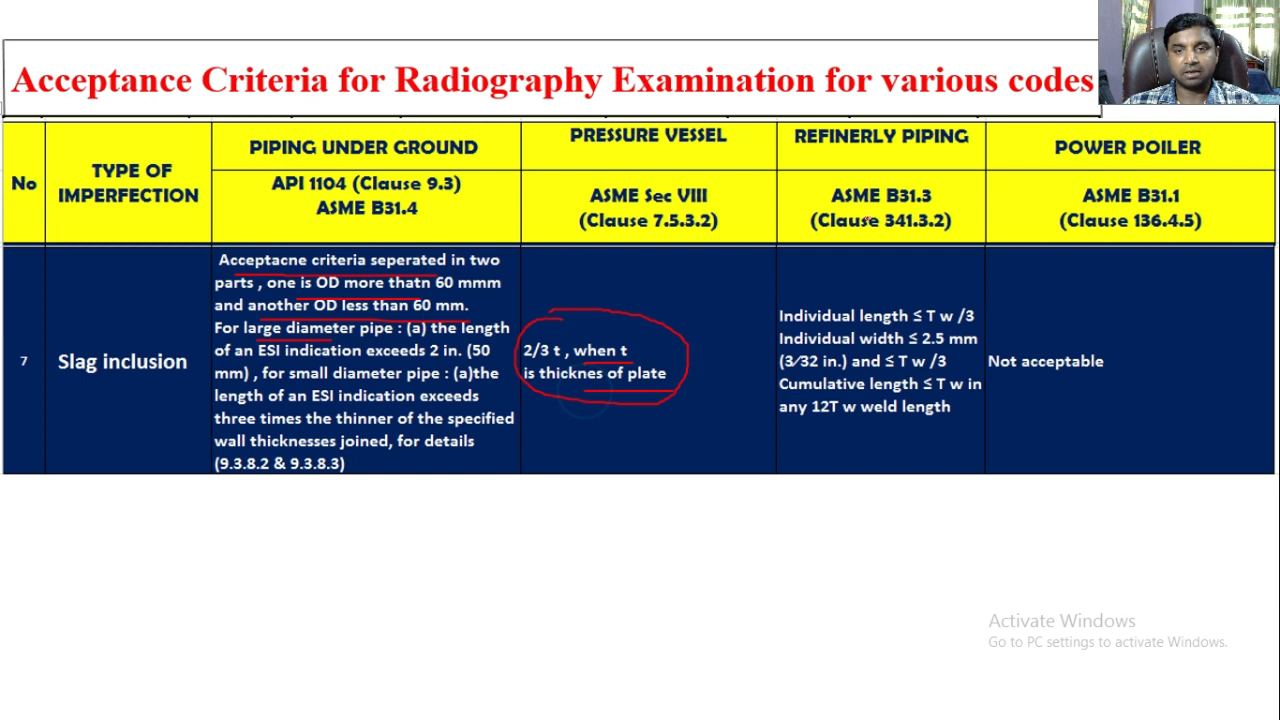 Acceptance Criteria for Radiography Examination for various codes
No
TYPE OF
IMPERFECTION
PIPING UNDER GROUND
API 1104 (Clause 9.3)
ASME B31.4
PRESSURE VESSEL
ASME Sec VIII
(Clause 7.5.3.2)
REFINERLY PIPING
ASME B31.3
(Clause 341.3.2)
POWER POILER
ASME B31.1
(Clause 136.4.5)
7
Slag inclusion
Acceptacne criteria seperated in two
parts , one is OD more thatn 60 mmm
and another OD less than 60 mm.
For large diameter pipe : (a) the length
of an ESI indication exceeds 2 in. (50
mm) , for small diameter pipe : (a)the
length of an ESI indication exceeds
three times the thinner of the specified
wall thicknesses joined, for details
(9.3.8.2 & 9.3.8.3)
2/3 t , when t
is thicknes of plate
Individual length ≤ T w /3
Individual width ≤ 2.5 mm
(3⁄32 in.) and ≤ T w /3
Cumulative length ≤ T w in
any 12T w weld length
Not acceptable
Activate Windows
Go to PC settings to activate Windows.